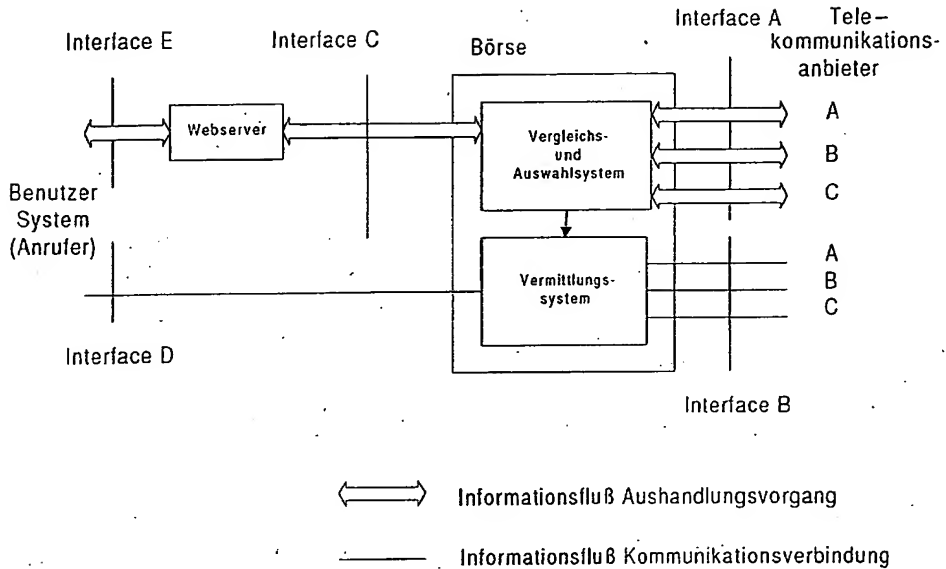 Interface E
Interface C
Börse
Interface A
Tele-
kommunikations-
anbieter
Webserver
Vergleichs-
und
Auswahlsystem
A
B
C
Benutzer
System
(Anrufer)
Vermittlungs-
system
A
B
C
Interface D
Interface B
Informationsfluß Aushandlungsvorgang
Informationsfluß Kommunikationsverbindung